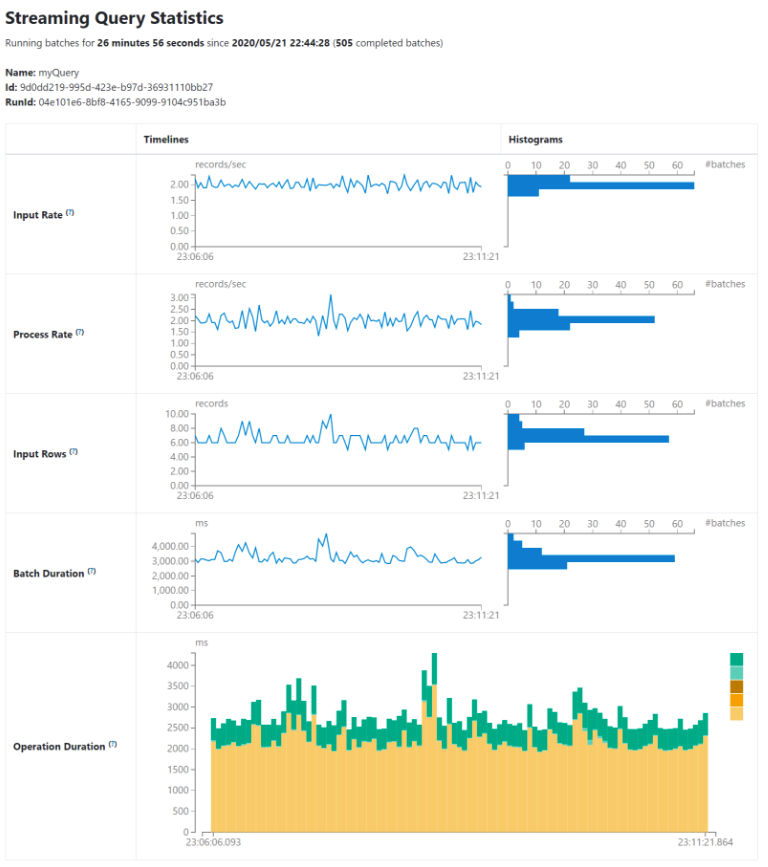 Streaming Query Statistics
Running batches for 26 minutes 56 seconds since 2020/05/21 22:44:28 (505 completed batches)
Name: myQuery
Id: 9d0dd219-995d-423e-b97d-36931110bb27
RunId: 04e101e6-8bf8-4165-9099-9104c951ba3b
Timelines Histograms
records/sec 0 10 20 30 40 50 60 #batches
2.00
1.50
Input Rate (?)
1.00
0.50
0.00
23:06:06 23:11:21
records/sec 0 10 20 30 40 50 60 #batches
3.00
2.50
2.00
Process Rate (?)
1.50
1.00
0.50
0.00
23:06:06 23:11:21
records 0 10 20 30 40 50 60 #batches
10.00
8.00
6.00
Input Rows (?)
4.00
2.00
0.00
23:06:06 23:11:21
ms 0 10 20 30 40 50 60 #batches
4,000.00
3,000.00
Batch Duration (?)
2,000.00
1,000.00
0.00
23:06:06 23:11:21
ms
4000
3500
3000
2500
Operation Duration (?)
2000
1500
1000
500
0
23:06:06.093 23:11:21.864